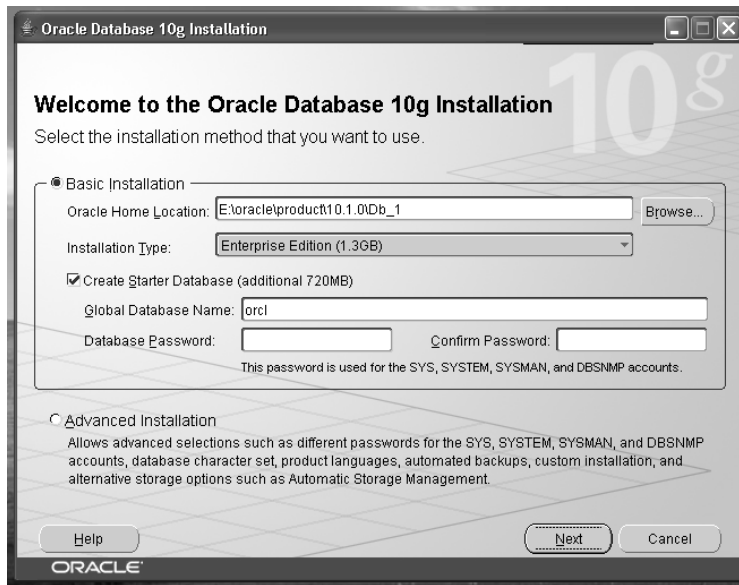 Oracle Database 10g Installation
10g
Welcome to the Oracle Database 10g Installation
Select the installation method that you want to use.
Basic Installation
Oracle Home Location: E:\oracle\product\10.1.0\Db_1 Browse...
Installation Type: Enterprise Edition (1.3GB)
Create Starter Database (additional 720MB)
Global Database Name: orcl
Database Password: Confirm Password:
This password is used for the SYS, SYSTEM, SYSMAN, and DBSNMP accounts.
Advanced Installation
Allows advanced selections such as different passwords for the SYS, SYSTEM, SYSMAN, and DBSNMP
accounts, database character set, product languages, automated backups, custom installation, and
alternative storage options such as Automatic Storage Management.
Help Next Cancel
ORACLE